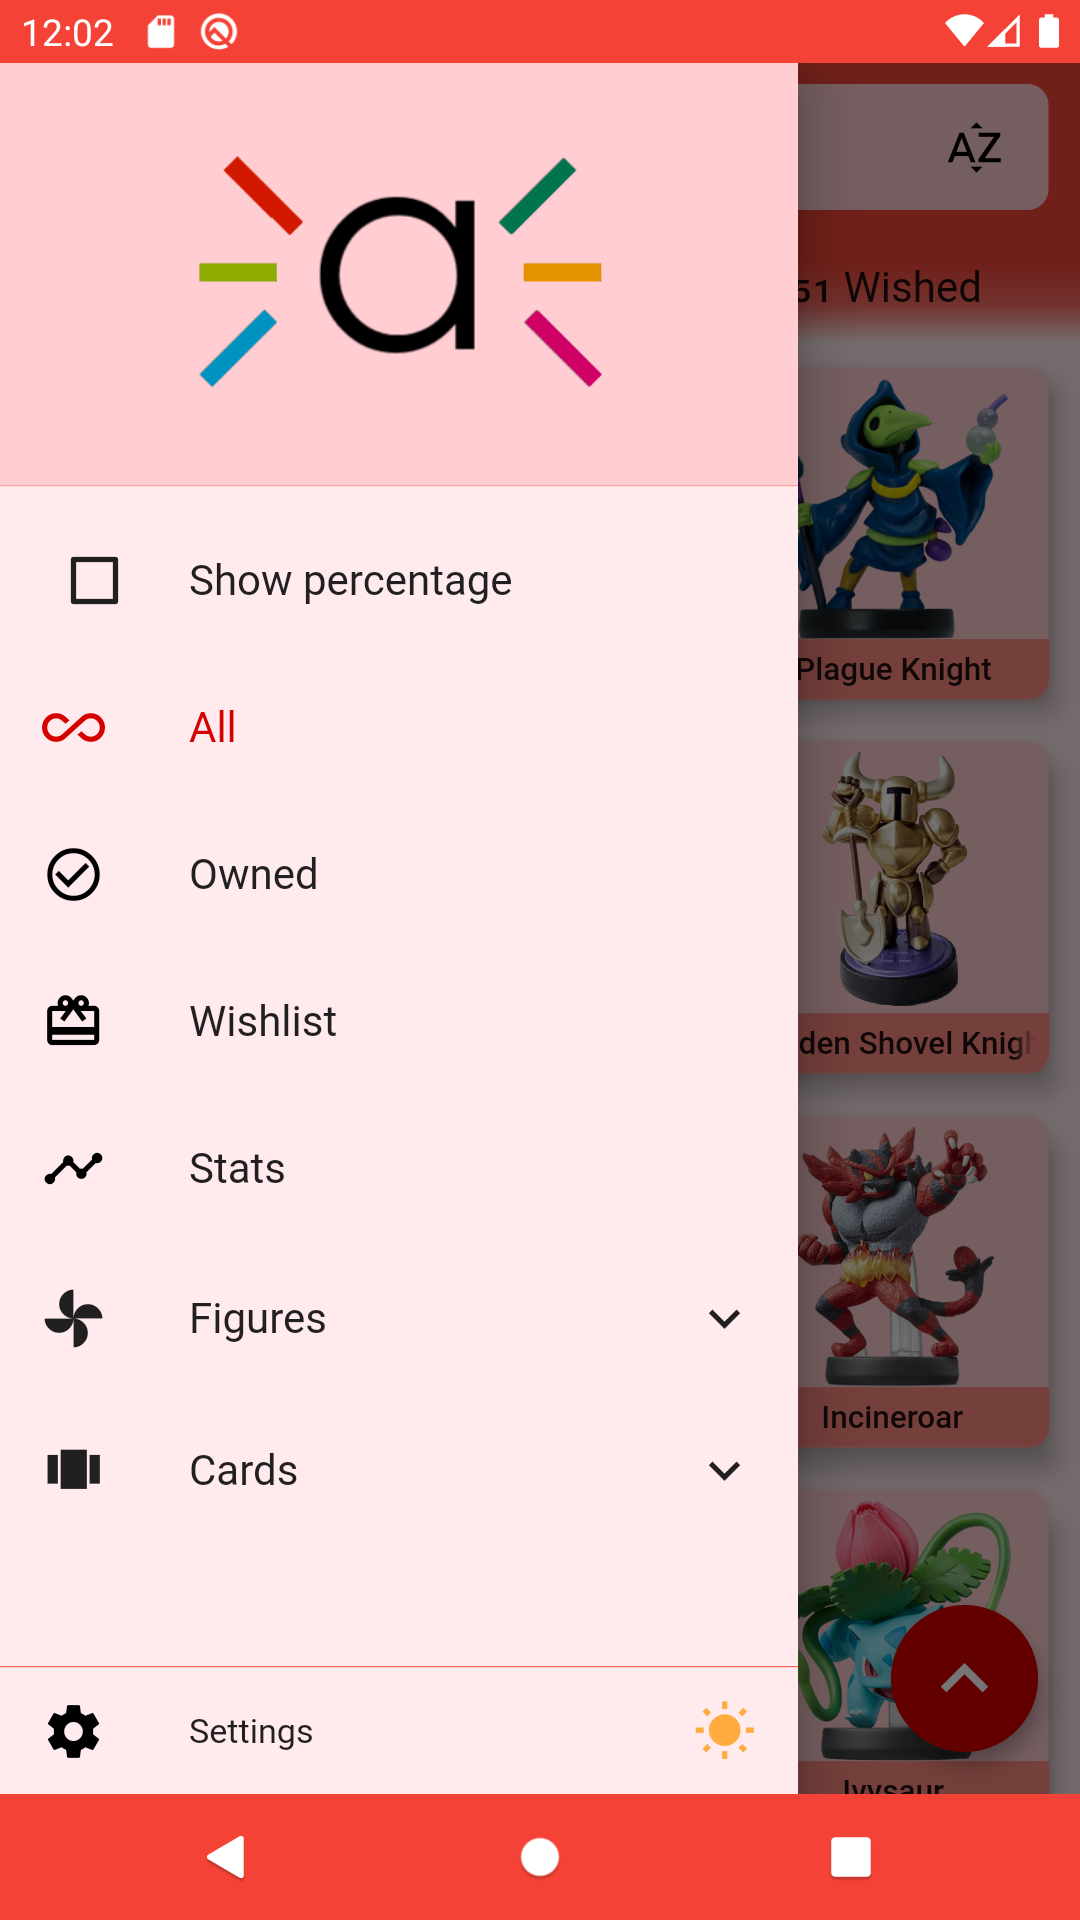 12:02
a
AZ
51 Wished
Show percentage
Plague Knight
All
Owned
Wishlist
den Shovel Knigh
Stats
Figures
Incineroar
Cards
Settings
Ivysaur